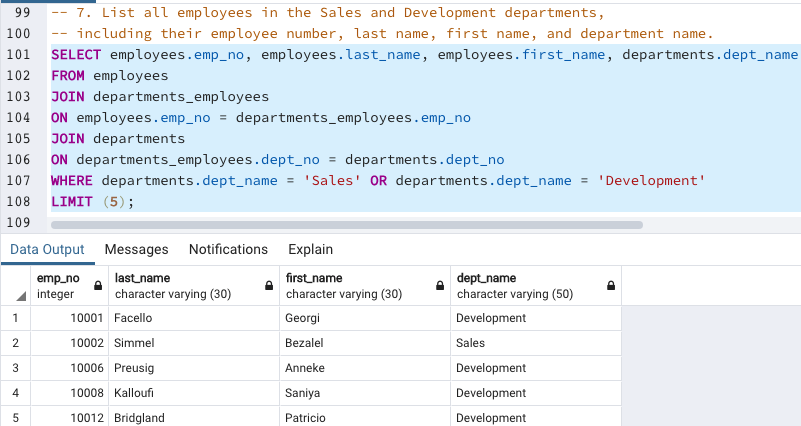 99 -- 7. List all employees in the Sales and Development departments,
100 -- including their employee number, last name, first name, and department name.
101 SELECT employees.emp_no, employees.last_name, employees.first_name, departments.dept_name
102 FROM employees
103 JOIN departments_employees
104 ON employees.emp_no = departments_employees.emp_no
105 JOIN departments
106 ON departments_employees.dept_no = departments.dept_no
107 WHERE departments.dept_name = 'Sales' OR departments.dept_name = 'Development'
108 LIMIT (5);
109
Data Output Messages Notifications Explain
emp_no last_name first_name dept_name
integer character varying (30) character varying (30) character varying (50)
1 10001 Facello Georgi Development
2 10002 Simmel Bezalel Sales
3 10006 Preusig Anneke Development
4 10008 Kalloufi Saniya Development
5 10012 Bridgland Patricio Development